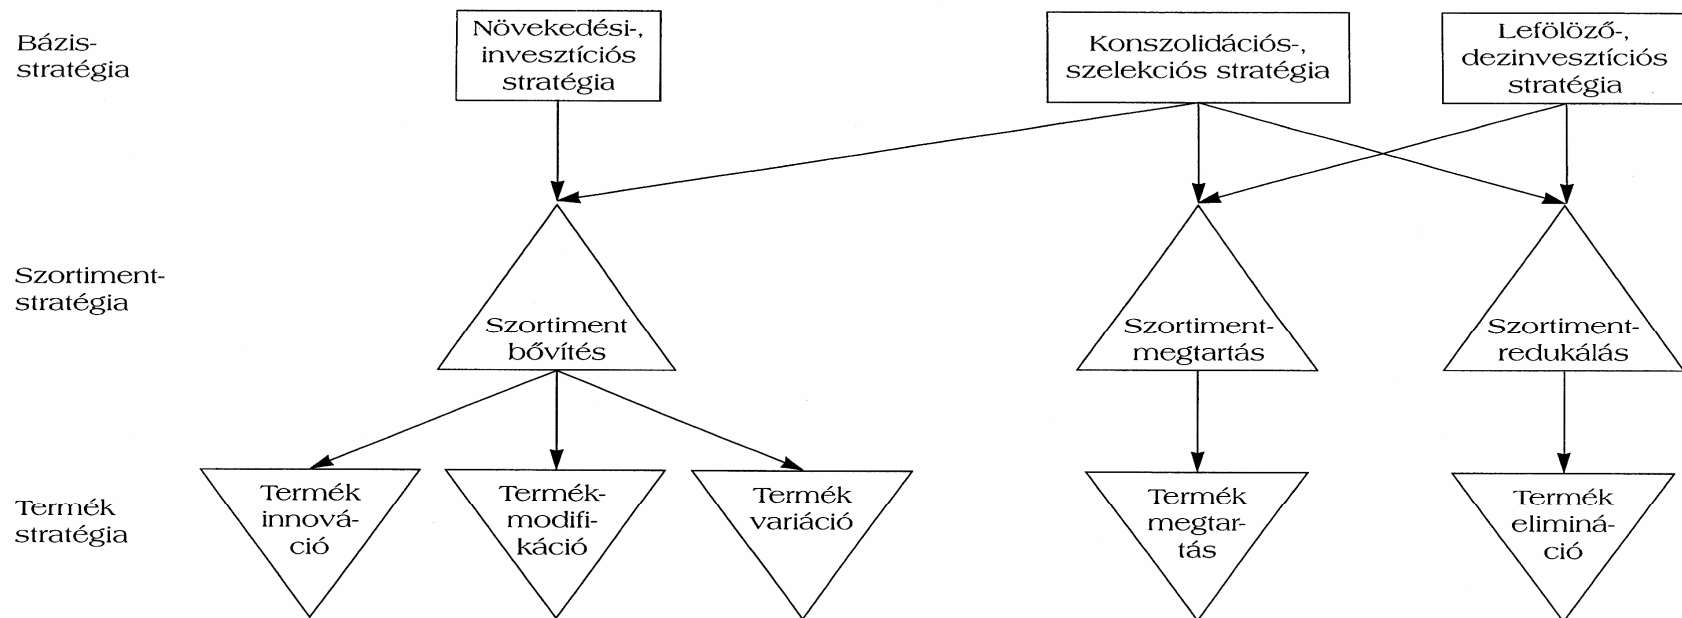 Bázis-
stratégia
Növekedési-,
invesztíciós
stratégia
Konszolidációs-,
szelekciós stratégia
Lefölöző-,
dezinvesztíciós
stratégia
Szortiment-
stratégia
Szortiment
bővítés
Szortiment-
megtartás
Szortiment-
redukálás
Termék
stratégia
Termék
innová-
ció
Termék-
modifi-
káció
Termék
variáció
Termék
megtar-
tás
Termék
eliminá-
ció